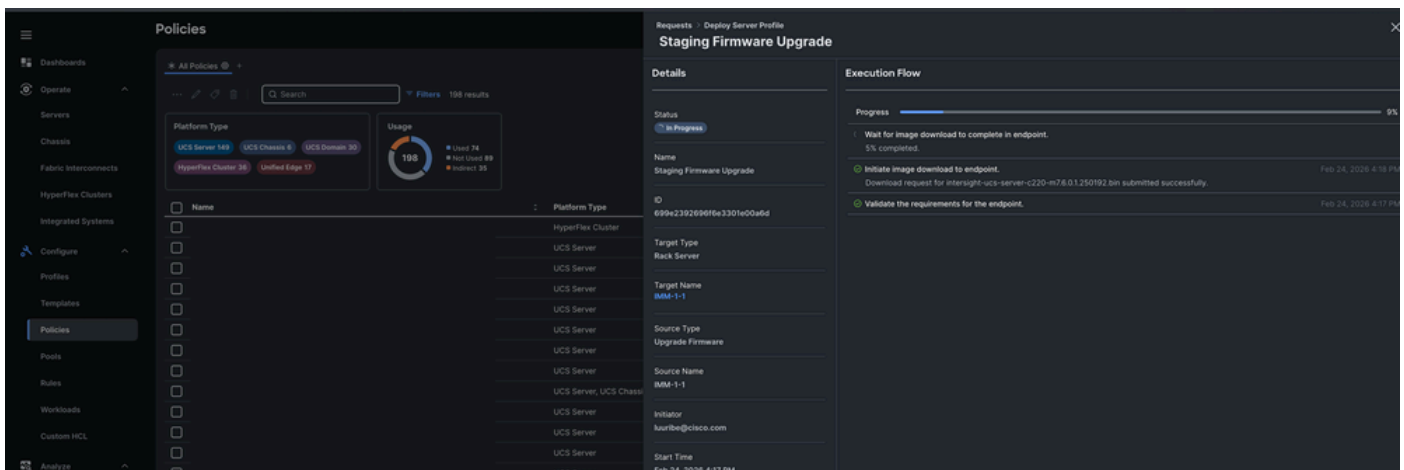 Policies
Dashboards
Operate
Servers
Chassis
Fabric Interconnects
HyperFlex Clusters
Integrated Systems
Configure
Profiles
Templates
Policies
Pools
Rules
Workloads
Custom HCL
Analyze
All Policies
Search
Filters 198 results
Platform Type
UCS Server 149 UCS Chassis 6 UCS Domain 30
HyperFlex Cluster 36 Unified Edge 17
Usage
198
Used 74
Not Used 89
Indirect 35
Name Platform Type
HyperFlex Cluster
UCS Server
UCS Server
UCS Server
UCS Server
UCS Server
UCS Server
UCS Server
UCS Server, UCS Chassi
UCS Server
UCS Server
UCS Server
Requests > Deploy Server Profile
Staging Firmware Upgrade
Details
Status
In Progress
Name
Staging Firmware Upgrade
ID
699e2392696f6e3301e00a6d
Target Type
Rack Server
Target Name
IMM-1-1
Source Type
Upgrade Firmware
Source Name
IMM-1-1
Initiator
luuribe@cisco.com
Start Time
Feb 24, 2026 4:17 PM
Execution Flow
Progress 9%
Wait for image download to complete in endpoint.
5% completed.
Initiate image download to endpoint. Feb 24, 2026 4:18 PM
Download request for intersight-ucs-server-c220-m7.6.0.1.250192.bin submitted successfully.
Validate the requirements for the endpoint. Feb 24, 2026 4:17 PM